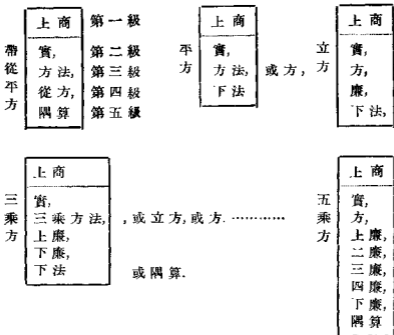 帶從平方
上商 第一級
實, 第二級
方法, 第三級
從方, 第四級
隅算 第五級
平方
上商
實,
方法, 或方,
下法
立方
上商
實,
方,
廉,
下法,
三乘方
上商
實,
三乘方法, ,或立方,或方.…………
上廉,
下廉,
下法 或隅算.
五乘方
上商
實,
方,
上廉,
二廉,
三廉,
四廉,
下廉,
隅算